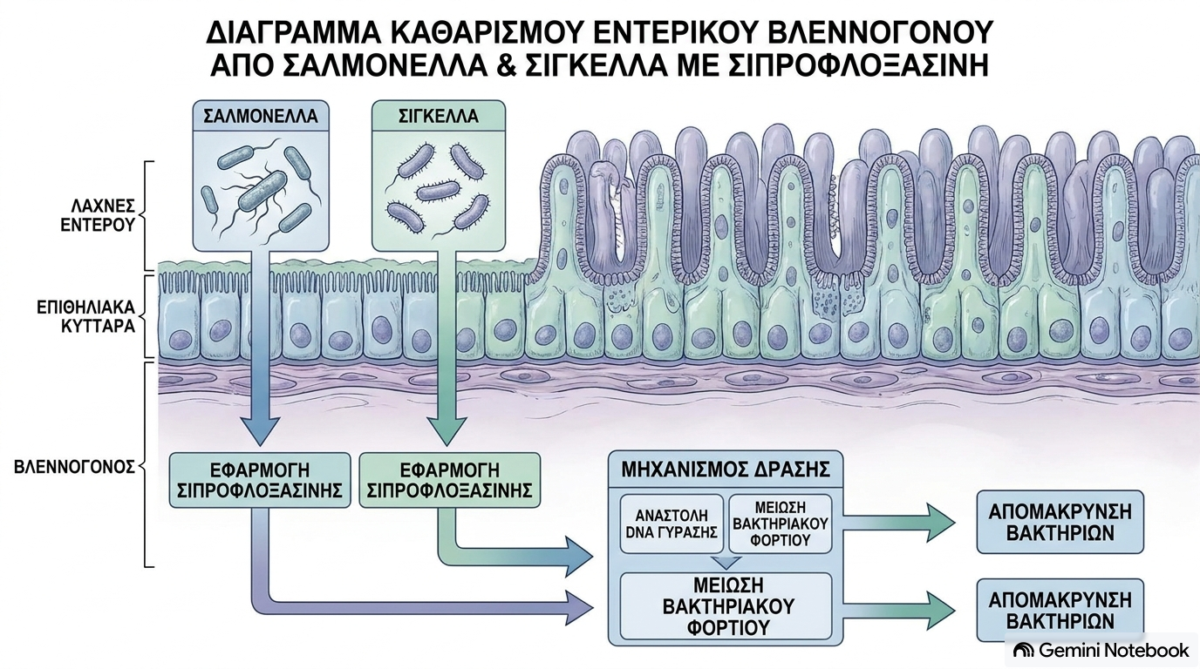 ΔΙΑΓΡΑΜΜΑ ΚΑΘΑΡΙΣΜΟΥ ΕΝΤΕΡΙΚΟΥ ΒΛΕΝΝΟΓΟΝΟΥ
ΑΠΟ ΣΑΛΜΟΝΕΛΛΑ & ΣΙΓΚΕΛΛΑ ΜΕ ΣΙΠΡΟΦΛΟΞΑΣΙΝΗ
ΣΑΛΜΟΝΕΛΛΑ
ΣΙΓΚΕΛΛΑ
ΛΑΧΝΕΣ
ΕΝΤΕΡΟΥ
ΕΠΙΘΗΛΙΑΚΑ
ΚΥΤΤΑΡΑ
ΒΛΕΝΝΟΓΟΝΟΣ
ΕΦΑΡΜΟΓΗ
ΣΙΠΡΟΦΛΟΞΑΣΙΝΗΣ
ΕΦΑΡΜΟΓΗ
ΣΙΠΡΟΦΛΟΞΑΣΙΝΗΣ
ΜΗΧΑΝΙΣΜΟΣ ΔΡΑΣΗΣ
ΑΝΑΣΤΟΛΗ
DNA ΓΥΡΑΣΗΣ
ΜΕΙΩΣΗ
ΒΑΚΤΗΡΙΑΚΟΥ
ΦΟΡΤΙΟΥ
ΜΕΙΩΣΗ
ΒΑΚΤΗΡΙΑΚΟΥ
ΦΟΡΤΙΟΥ
ΑΠΟΜΑΚΡΥΝΣΗ
ΒΑΚΤΗΡΙΩΝ
ΑΠΟΜΑΚΡΥΝΣΗ
ΒΑΚΤΗΡΙΩΝ
Gemini Notebook